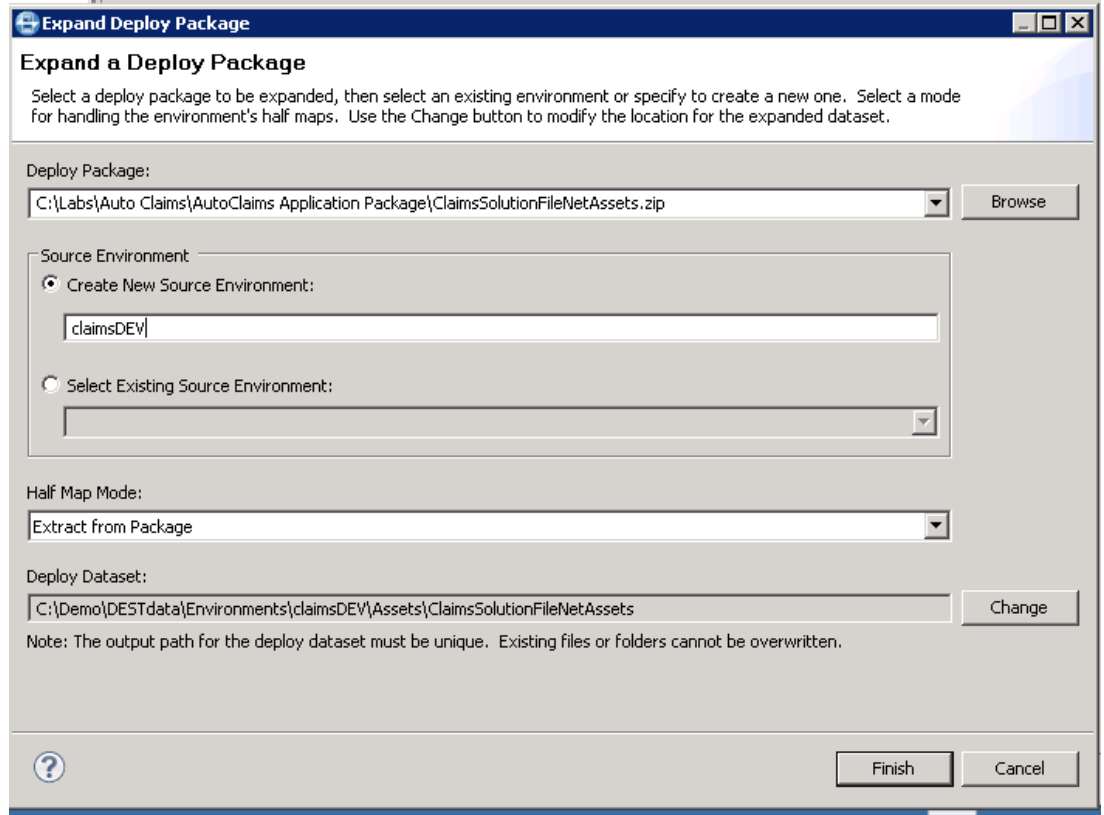 Expand Deploy Package
Expand a Deploy Package
Select a deploy package to be expanded, then select an existing environment or specify to create a new one.  Select a mode
for handling the environment's half maps.  Use the Change button to modify the location for the expanded dataset.
Deploy Package:
C:\Labs\Auto Claims\AutoClaims Application Package\ClaimsSolutionFileNetAssets.zip
Browse
Source Environment
Create New Source Environment:
claimsDEV
Select Existing Source Environment:
Half Map Mode:
Extract from Package
Deploy Dataset:
C:\Demo\DESTdata\Environments\claimsDEV\Assets\ClaimsSolutionFileNetAssets
Change
Note: The output path for the deploy dataset must be unique.  Existing files or folders cannot be overwritten.
?
Finish
Cancel